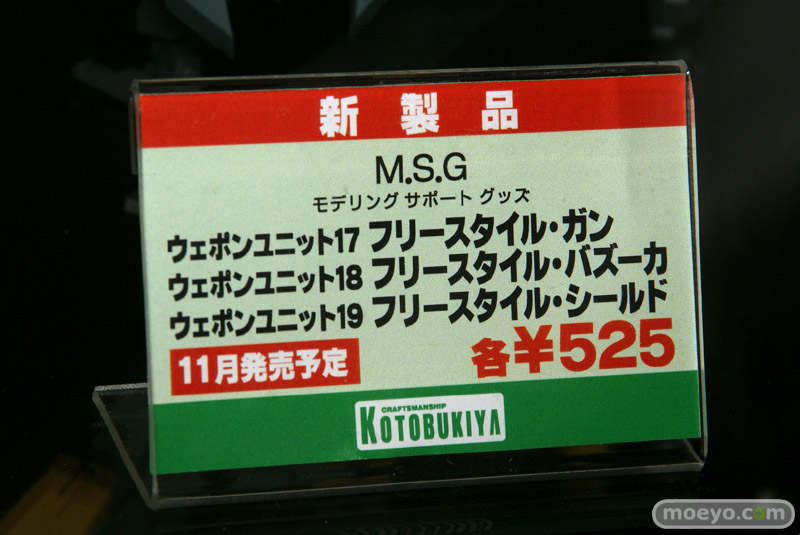 新製品
M.S.G
モデリング サポート グッズ
ウェポンユニット17 フリースタイル・ガン
ウェポンユニット18 フリースタイル・バズーカ
ウェポンユニット19 フリースタイル・シールド
11月発売予定 各¥525
CRAFTSMANSHIP
KOTOBUKIYA
moeyo.com